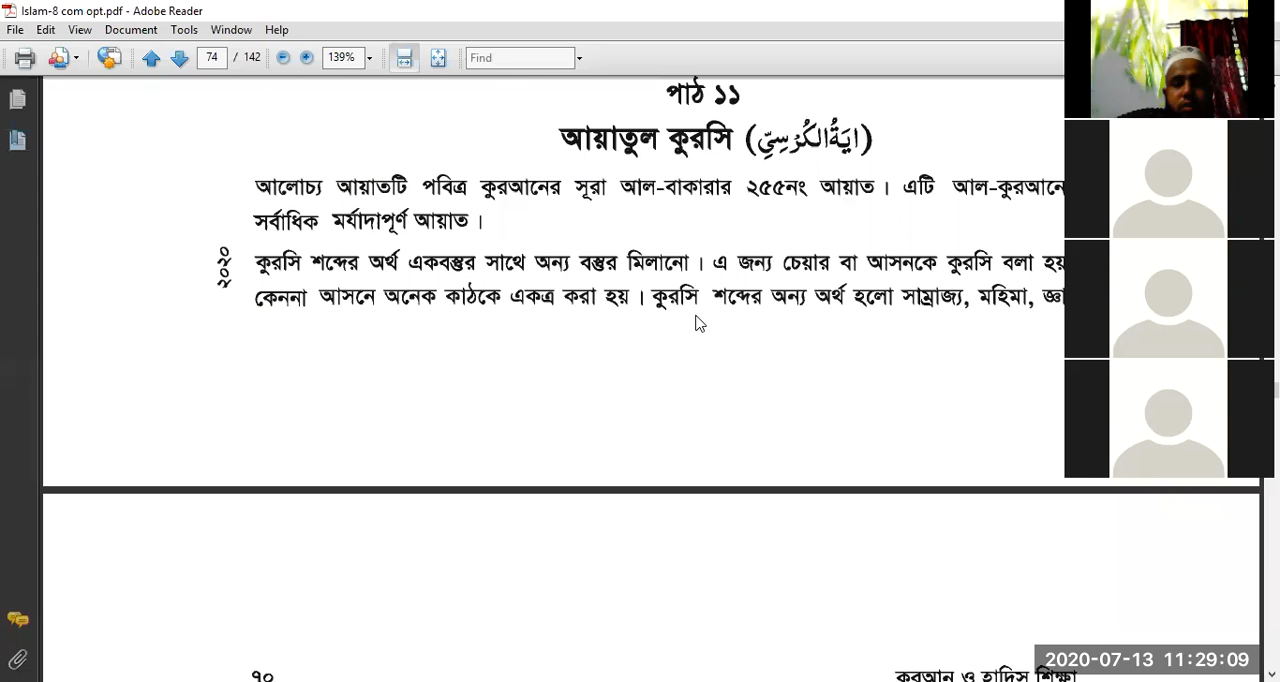 Islam-8 com opt.pdf - Adobe Reader
File Edit View Document Tools Window Help
74 / 142 139% Find
পাঠ ১১
আয়াতুল কুরসি (اٰيَةُ الْكُرْسِيِّ)
আলোচ্য আয়াতটি পবিত্র কুরআনের সূরা আল-বাকারার ২৫৫নং আয়াত। এটি আল-কুরআনে
সর্বাধিক মর্যাদাপূর্ণ আয়াত।
২০২০
কুরসি শব্দের অর্থ একবস্তুর সাথে অন্য বস্তুর মিলানো। এ জন্য চেয়ার বা আসনকে কুরসি বলা হয়
কেননা আসনে অনেক কাঠকে একত্র করা হয়। কুরসি শব্দের অন্য অর্থ হলো সাম্রাজ্য, মহিমা, জ্ঞা
৭০ কুরআন ও হাদিস শিক্ষা
2020-07-13 11:29:09